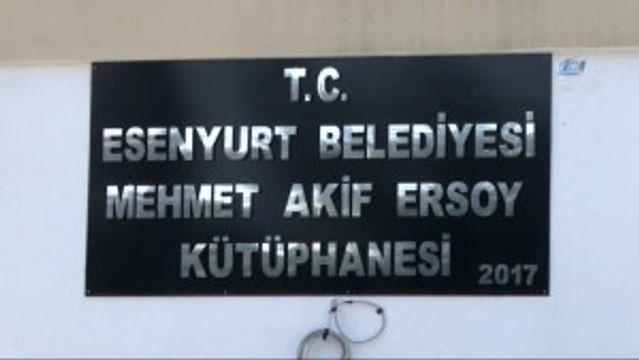 T.C.
ESENYURT BELEDİYESİ
MEHMET AKİF ERSOY
KÜTÜPHANESİ 2017